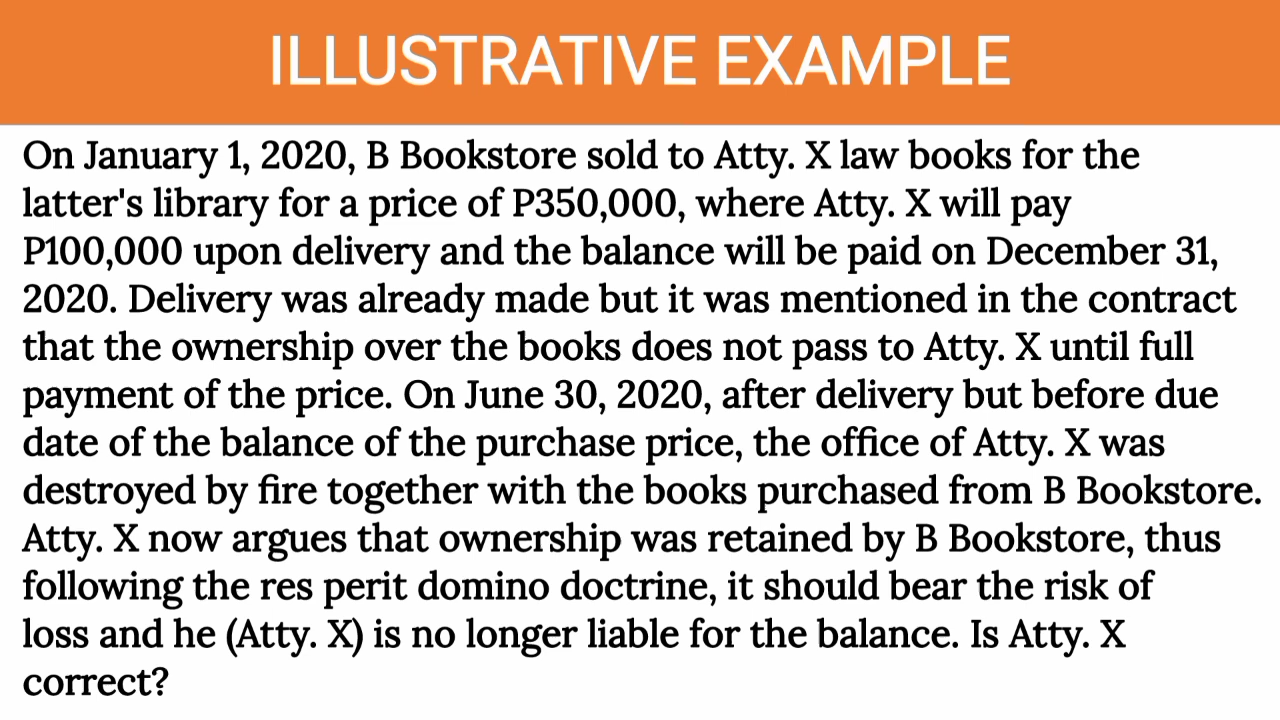 ILLUSTRATIVE EXAMPLE
On January 1, 2020, B Bookstore sold to Atty. X law books for the
latter's library for a price of P350,000, where Atty. X will pay
P100,000 upon delivery and the balance will be paid on December 31,
2020. Delivery was already made but it was mentioned in the contract
that the ownership over the books does not pass to Atty. X until full
payment of the price. On June 30, 2020, after delivery but before due
date of the balance of the purchase price, the office of Atty. X was
destroyed by fire together with the books purchased from B Bookstore.
Atty. X now argues that ownership was retained by B Bookstore, thus
following the res perit domino doctrine, it should bear the risk of
loss and he (Atty. X) is no longer liable for the balance. Is Atty. X
correct?